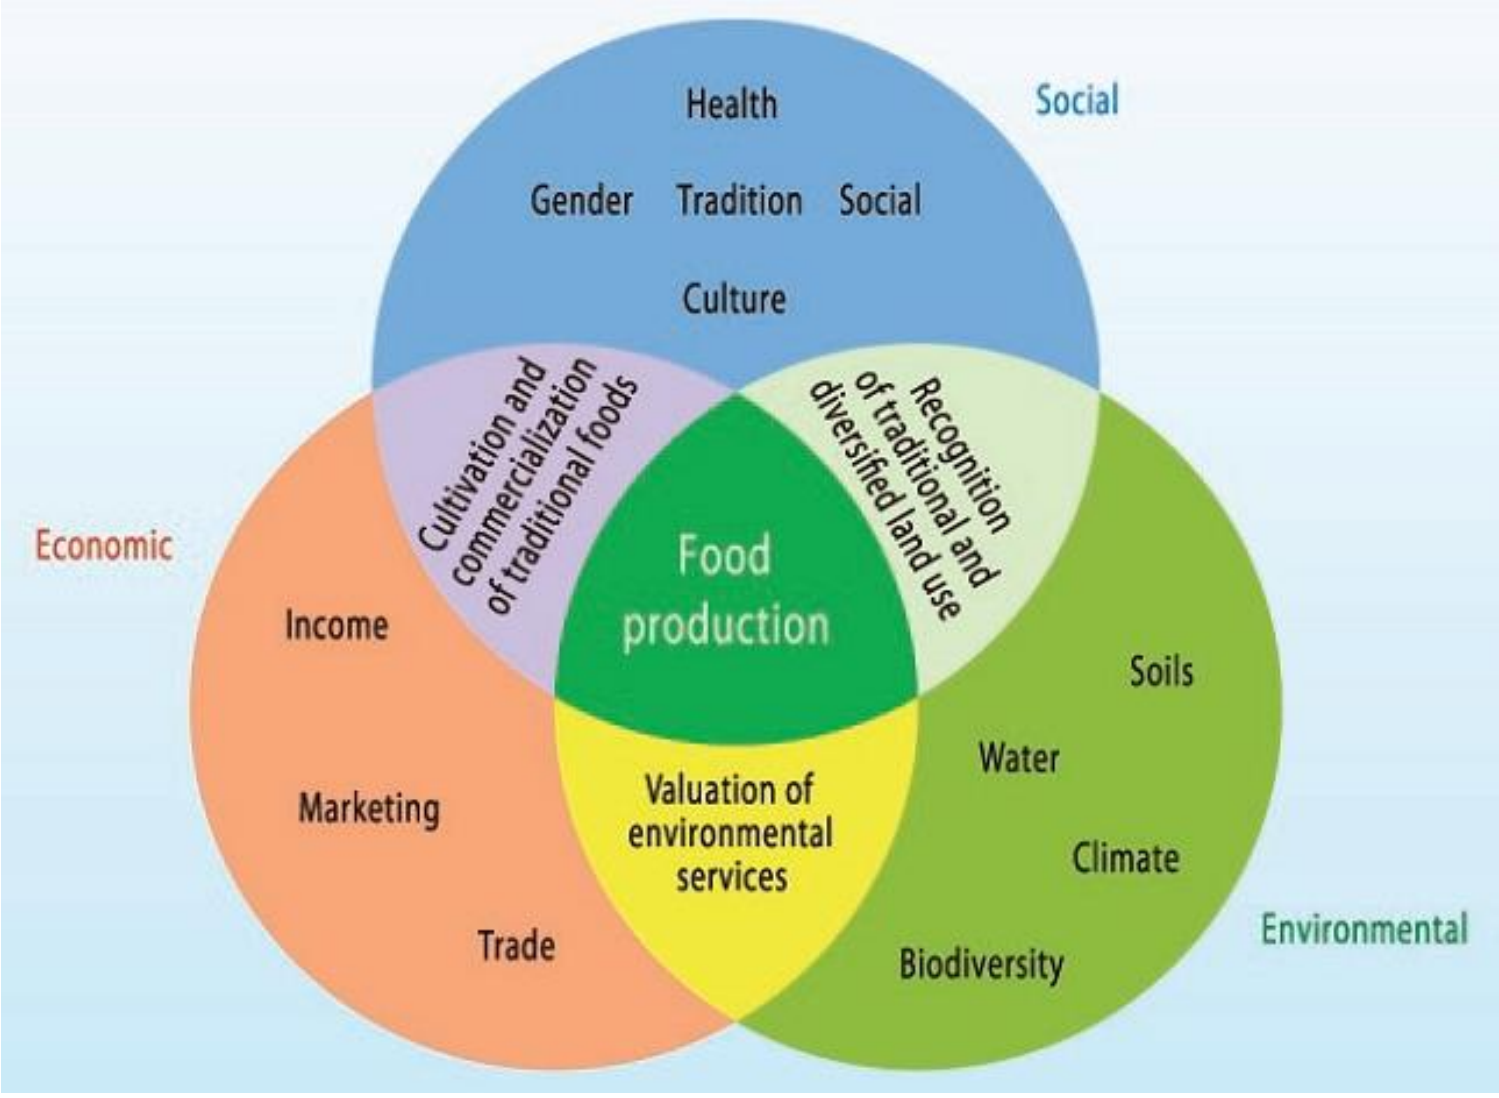 Health
Social
Gender Tradition Social
Culture
Cultivation and
commercialization
of traditional foods
Recognition
of traditional and
diversified land use
Economic
Food
production
Income
Soils
Water
Marketing
Valuation of
environmental
services
Climate
Trade
Environmental
Biodiversity